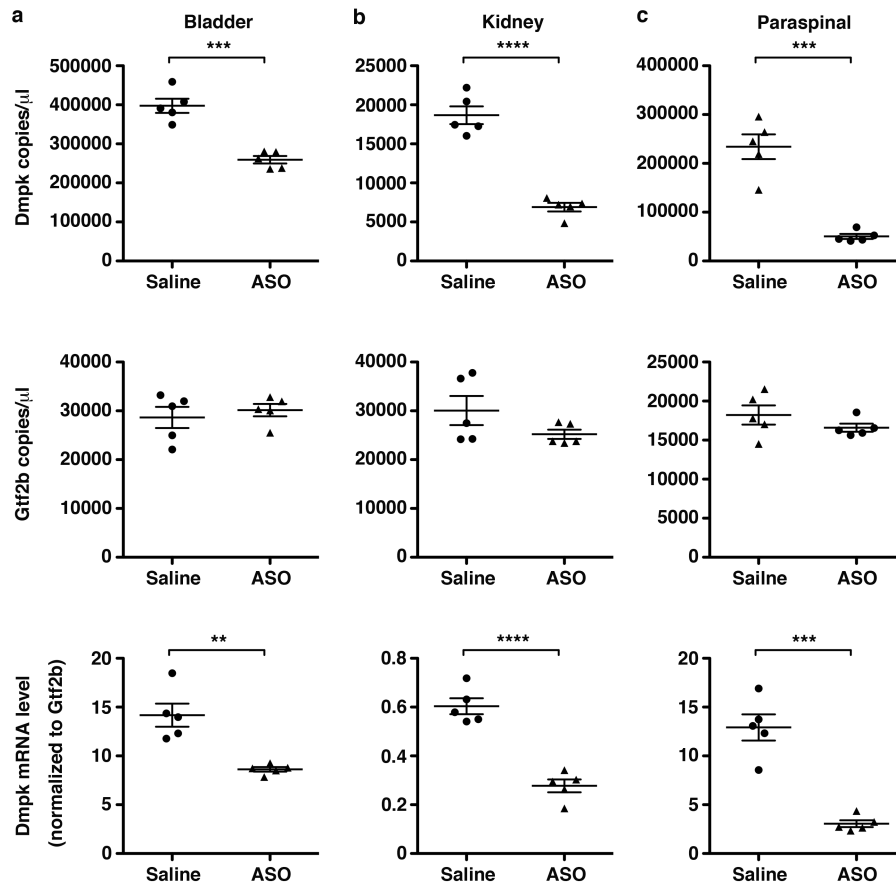 a
Bladder
b
Kidney
c
Paraspinal
***
****
***
Dmpk copies/µl
500000
400000
300000
200000
100000
0
Saline
ASO
25000
20000
15000
10000
5000
0
Saline
ASO
400000
300000
200000
100000
0
Saline
ASO
Gtf2b copies/µl
40000
30000
20000
10000
0
Saline
ASO
40000
30000
20000
10000
0
Saline
ASO
25000
20000
15000
10000
5000
0
Sailne
ASO
Dmpk mRNA level
(normalized to Gtf2b)
**
20
15
10
5
0
Saline
ASO
****
0.8
0.6
0.4
0.2
0
Saline
ASO
***
20
15
10
5
0
Saline
ASO